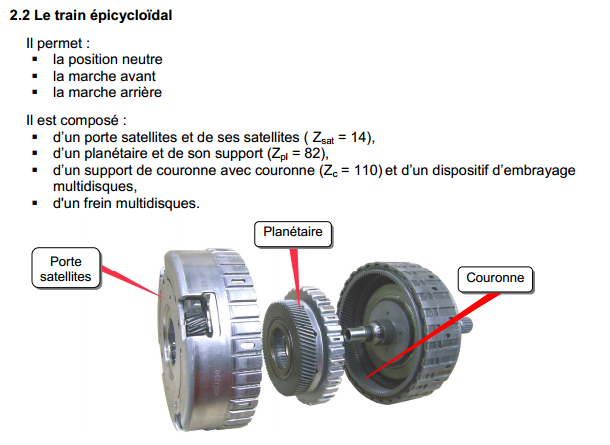 2.2 Le train épicycloïdal
Il permet :
▪ la position neutre
▪ la marche avant
▪ la marche arrière
Il est composé :
▪ d’un porte satellites et de ses satellites ( Zsat = 14),
▪ d’un planétaire et de son support (Zpl = 82),
▪ d’un support de couronne avec couronne (Zc = 110) et d’un dispositif d’embrayage
multidisques,
▪ d'un frein multidisques.
Planétaire
Porte
satellites
Couronne